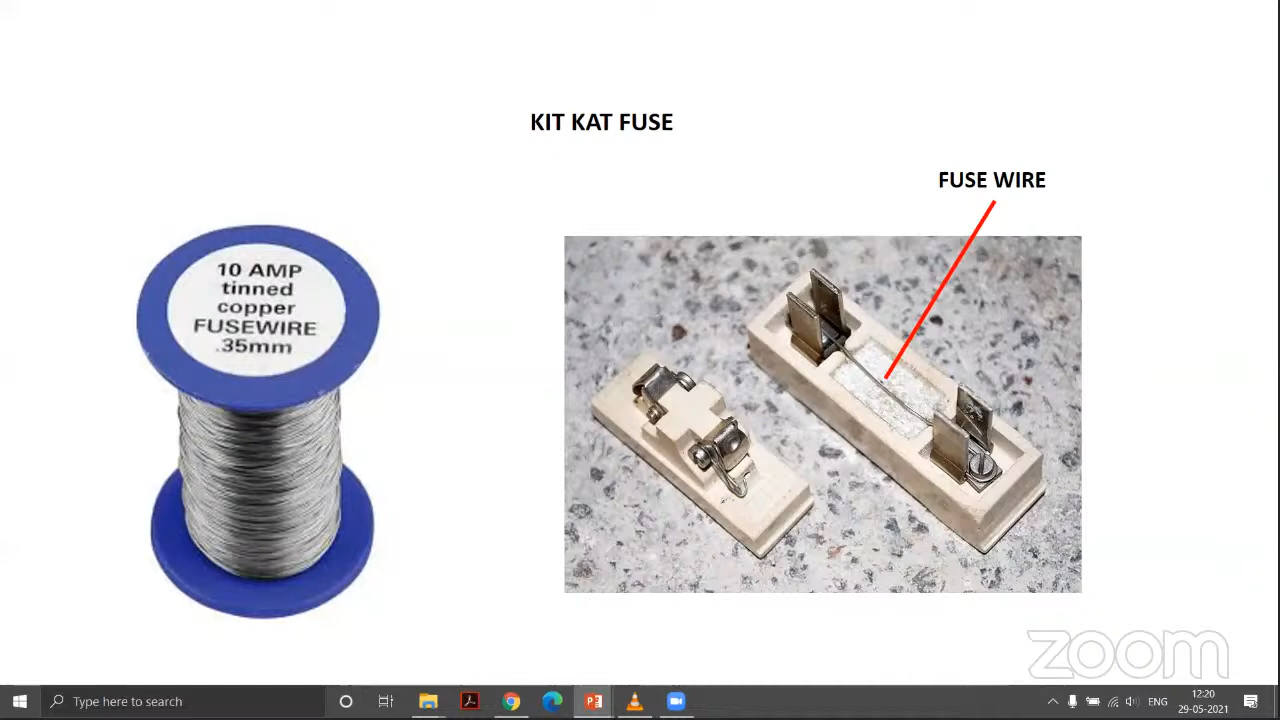 KIT KAT FUSE
FUSE WIRE
10 AMP
tinned
copper
FUSEWIRE
.35mm
zoom
Type here to search
ENG
12:20
29-05-2021